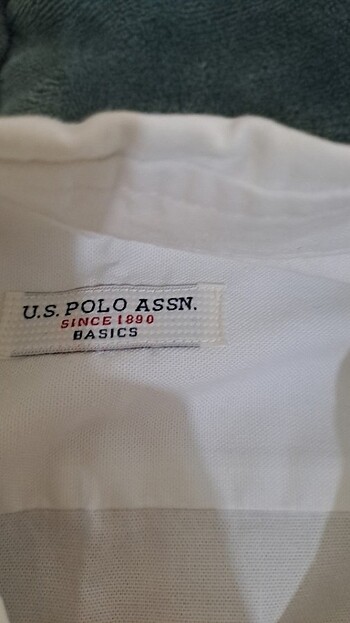 U.S. POLO ASSN.
SINCE 1890
BASICS